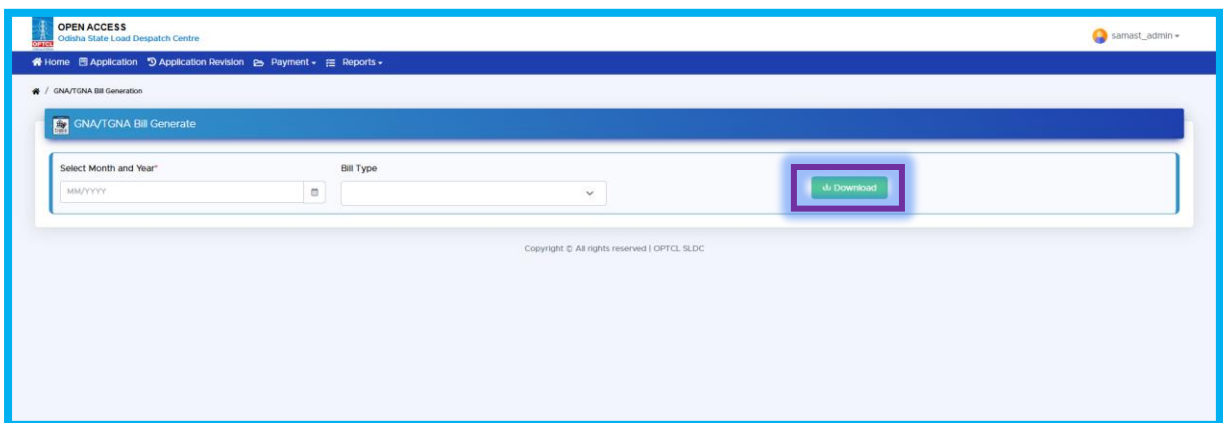 OPEN ACCESS
Odisha State Load Despatch Centre
OPTCL
samast_admin
Home Application Application Revision Payment Reports
/ GNA/TGNA Bill Generation
GNA/TGNA Bill Generate
Select Month and Year* Bill Type
MM/YYYY
Download
Copyright © All rights reserved | OPTCL SLDC